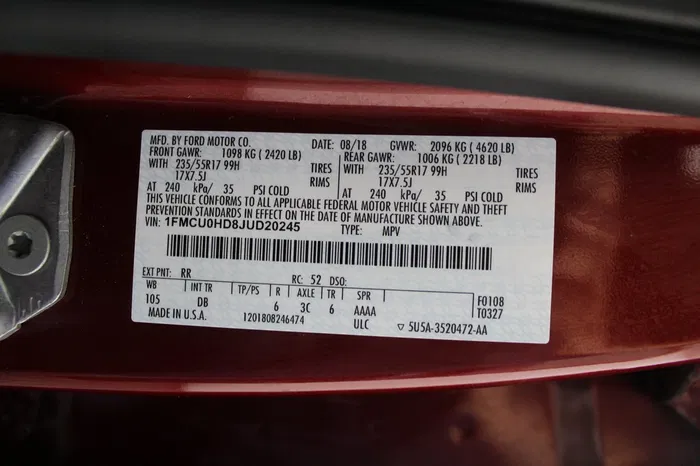 MFD. BY FORD MOTOR CO.
DATE: 08/18 GVWR: 2096 KG ( 4620 LB)
FRONT GAWR: 1098 KG ( 2420 LB)
REAR GAWR: 1006 KG ( 2218 LB)
WITH 235/55R17 99H TIRES
WITH 235/55R17 99H TIRES
17X7.5J RIMS
17X7.5J RIMS
AT 240 kPa/ 35 PSI COLD
AT 240 kPa/ 35 PSI COLD
THIS VEHICLE CONFORMS TO ALL APPLICABLE FEDERAL MOTOR VEHICLE SAFETY AND THEFT
PREVENTION STANDARDS IN EFFECT ON THE DATE OF MANUFACTURE SHOWN ABOVE.
VIN: 1FMCU0HD8JUD20245 TYPE: MPV
EXT PNT: RR RC: 52 DSO:
WB INT TR TP/PS R AXLE TR SPR F0108
105 DB 6 3C 6 AAAA T0327
MADE IN U.S.A. 1201808246474 ULC ▽ 5U5A-3520472-AA